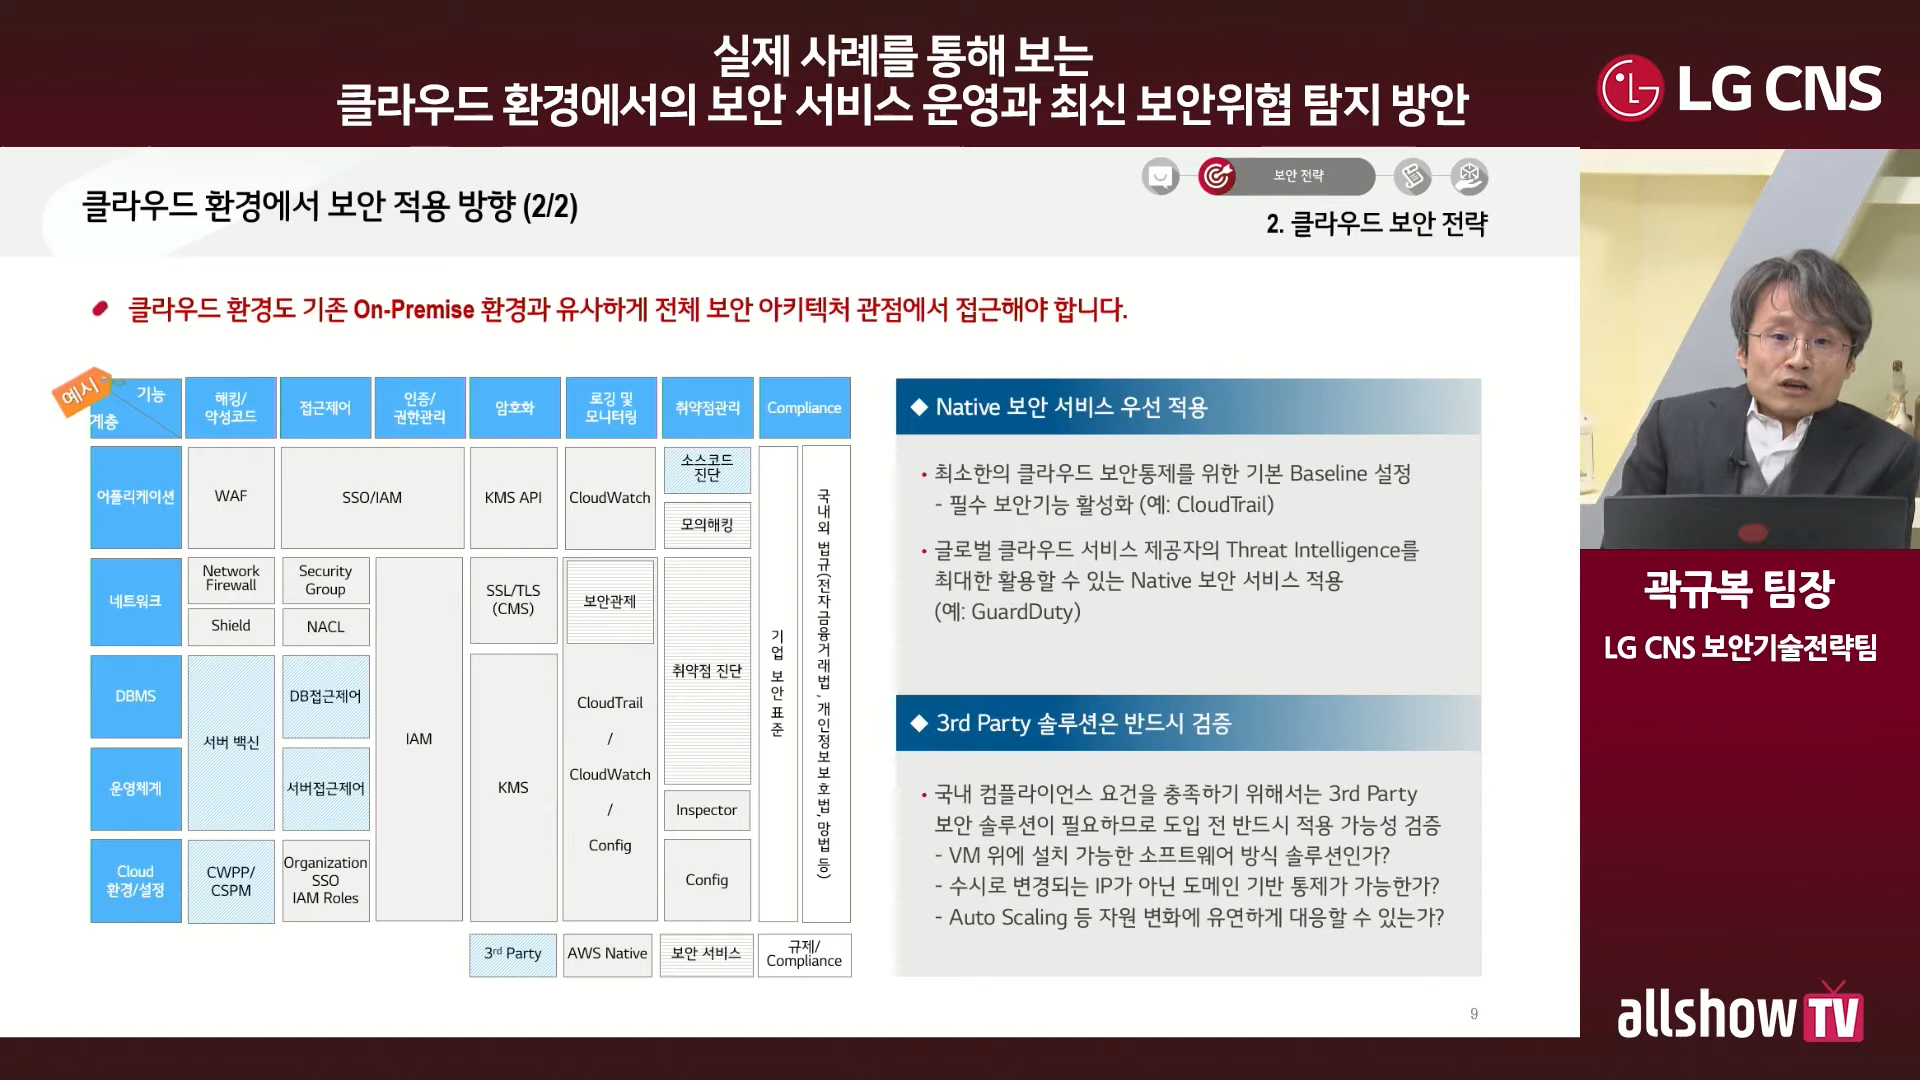 실제 사례를 통해 보는
클라우드 환경에서의 보안 서비스 운영과 최신 보안위협 탐지 방안
LG CNS
클라우드 환경에서 보안 적용 방향 (2/2)
보안 전략
2. 클라우드 보안 전략
클라우드 환경도 기존 On-Premise 환경과 유사하게 전체 보안 아키텍처 관점에서 접근해야 합니다.
예시
기능
계층
해킹/
악성코드
접근제어
인증/
권한관리
암호화
로깅 및
모니터링
취약점관리
Compliance
어플리케이션
WAF
SSO/IAM
KMS API
CloudWatch
소스코드
진단
모의해킹
네트워크
Network
Firewall
Shield
Security
Group
NACL
SSL/TLS
(CMS)
보안관제
취약점 진단
DBMS
서버 백신
DB접근제어
IAM
KMS
CloudTrail
/
CloudWatch
/
Config
운영체계
서버접근제어
Inspector
Cloud
환경/설정
CWPP/
CSPM
Organization
SSO
IAM Roles
Config
기업 보안 표준
국내외 법규(전자금융거래법, 개인정보보호법, 망법 등)
3rd Party
AWS Native
보안 서비스
규제/
Compliance
◆ Native 보안 서비스 우선 적용
• 최소한의 클라우드 보안통제를 위한 기본 Baseline 설정
- 필수 보안기능 활성화 (예: CloudTrail)
• 글로벌 클라우드 서비스 제공자의 Threat Intelligence를
최대한 활용할 수 있는 Native 보안 서비스 적용
(예: GuardDuty)
◆ 3rd Party 솔루션은 반드시 검증
• 국내 컴플라이언스 요건을 충족하기 위해서는 3rd Party
보안 솔루션이 필요하므로 도입 전 반드시 적용 가능성 검증
- VM 위에 설치 가능한 소프트웨어 방식 솔루션인가?
- 수시로 변경되는 IP가 아닌 도메인 기반 통제가 가능한가?
- Auto Scaling 등 자원 변화에 유연하게 대응할 수 있는가?
9
곽규복 팀장
LG CNS 보안기술전략팀
allshow TV